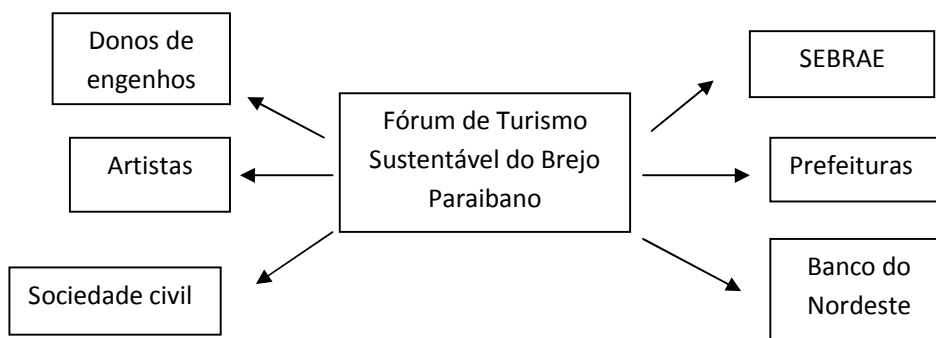 Donos de
engenhos
Artistas
Sociedade civil
Fórum de Turismo
Sustentável do Brejo
Paraibano
SEBRAE
Prefeituras
Banco do
Nordeste